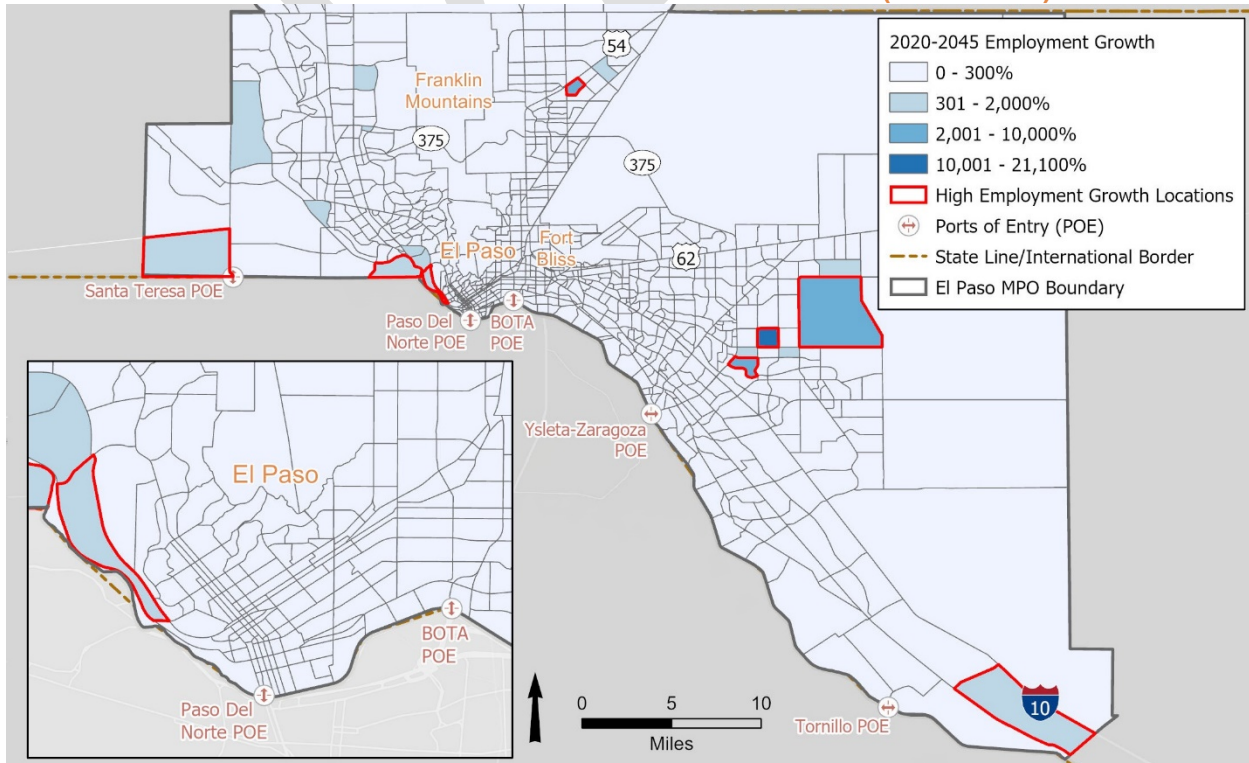 2020-2045 Employment Growth
0 - 300%
301 - 2,000%
2,001 - 10,000%
10,001 - 21,100%
High Employment Growth Locations
Ports of Entry (POE)
State Line/International Border
El Paso MPO Boundary
54
Franklin
Mountains
375
375
El Paso
Fort
Bliss
62
Santa Teresa POE
Paso Del
Norte POE
BOTA
POE
Ysleta-Zaragoza
POE
Tornillo POE
10
El Paso
BOTA
POE
Paso Del
Norte POE
0
5
10
Miles